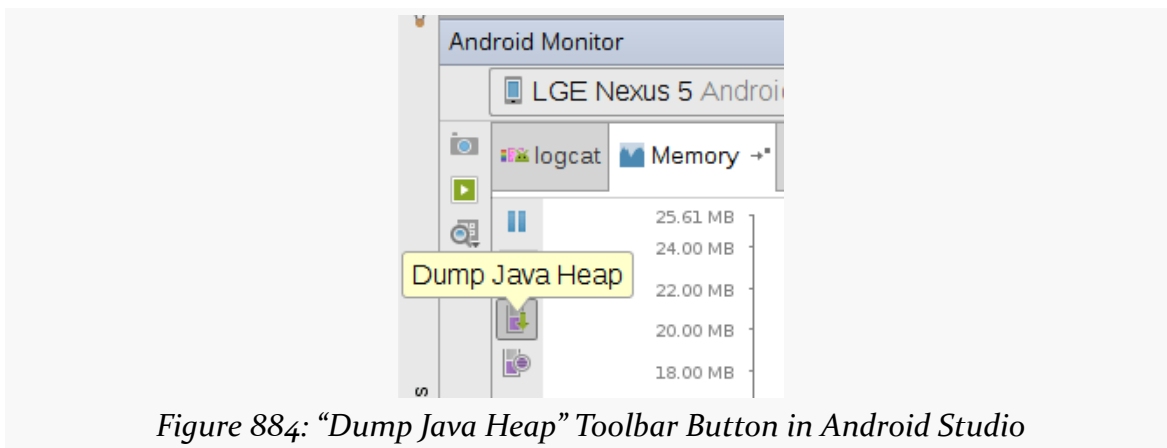 Android Monitor
LGE Nexus 5 Androi
logcat Memory
25.61 MB
24.00 MB
Dump Java Heap
22.00 MB
20.00 MB
18.00 MB
s
Figure 884: “Dump Java Heap” Toolbar Button in Android Studio